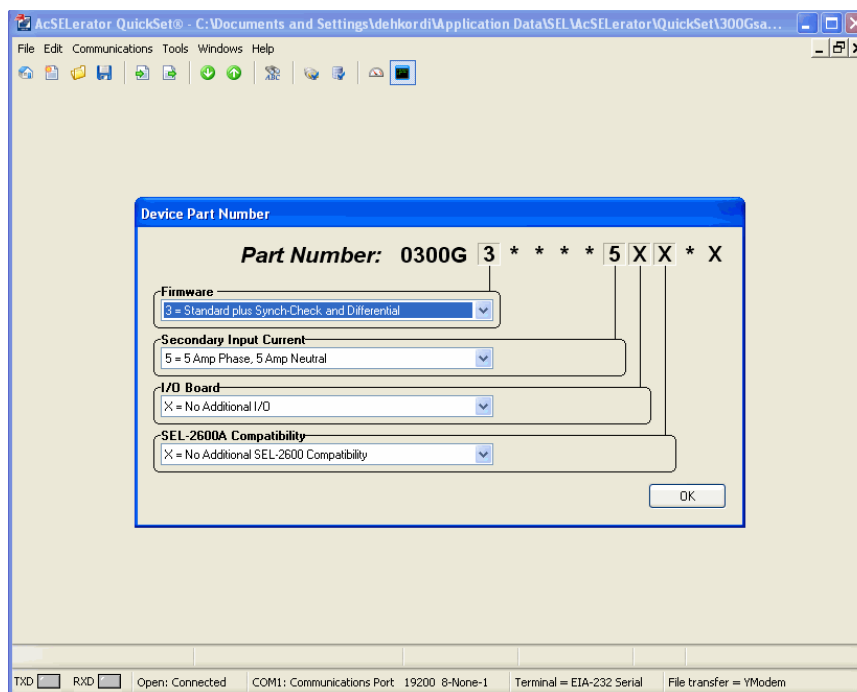 AcSELerator QuickSet® - C:\Documents and Settings\dehkordi\Application Data\SEL\AcSELerator\QuickSet\300Gsa...
File Edit Communications Tools Windows Help
Device Part Number
Part Number: 0300G 3 * * * * 5 X X * X
Firmware
3 = Standard plus Synch-Check and Differential
Secondary Input Current
5 = 5 Amp Phase, 5 Amp Neutral
I/O Board
X = No Additional I/O
SEL-2600A Compatibility
X = No Additional SEL-2600 Compatibility
OK
TXD RXD Open: Connected COM1: Communications Port 19200 8-None-1 Terminal = EIA-232 Serial File transfer = YModem